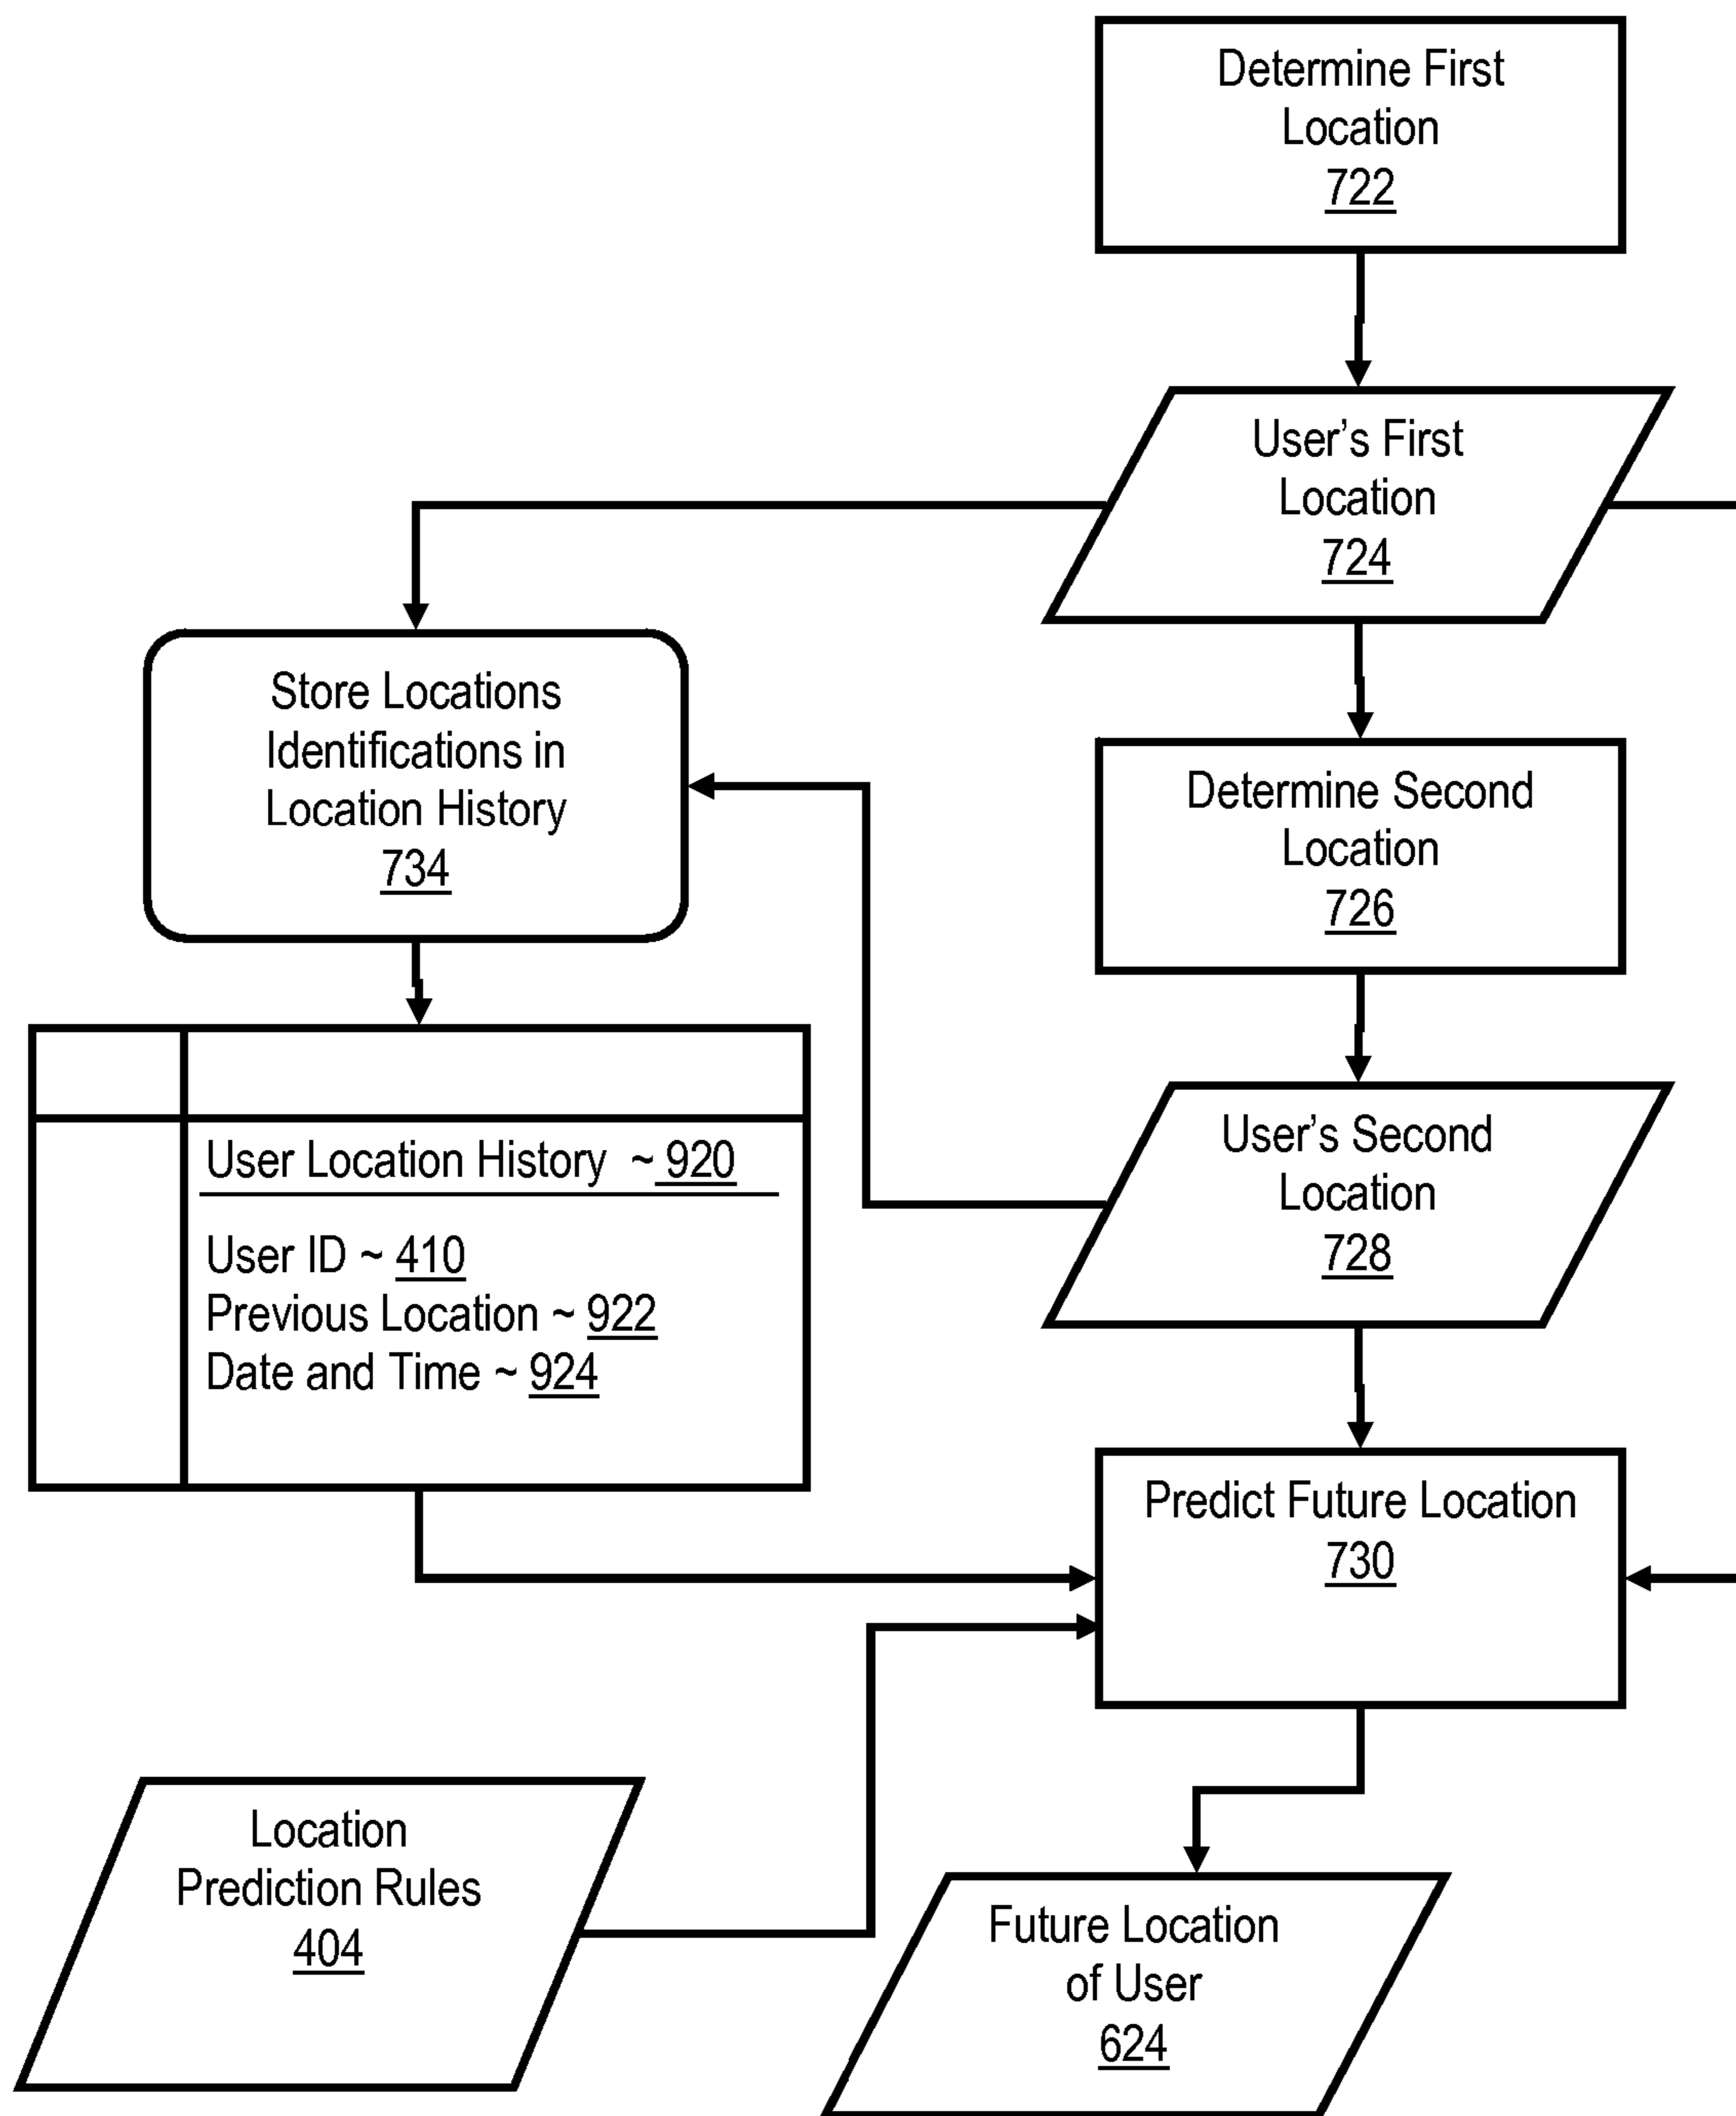 Determine First
Location
722
User’s First
Location
724
Store Locations
Identifications in
Location History
734
Determine Second
Location
726
User Location History ~ 920
User ID ~ 410
Previous Location ~ 922
Date and Time ~ 924
User’s Second
Location
728
Predict Future Location
730
Location
Prediction Rules
404
Future Location
of User
624